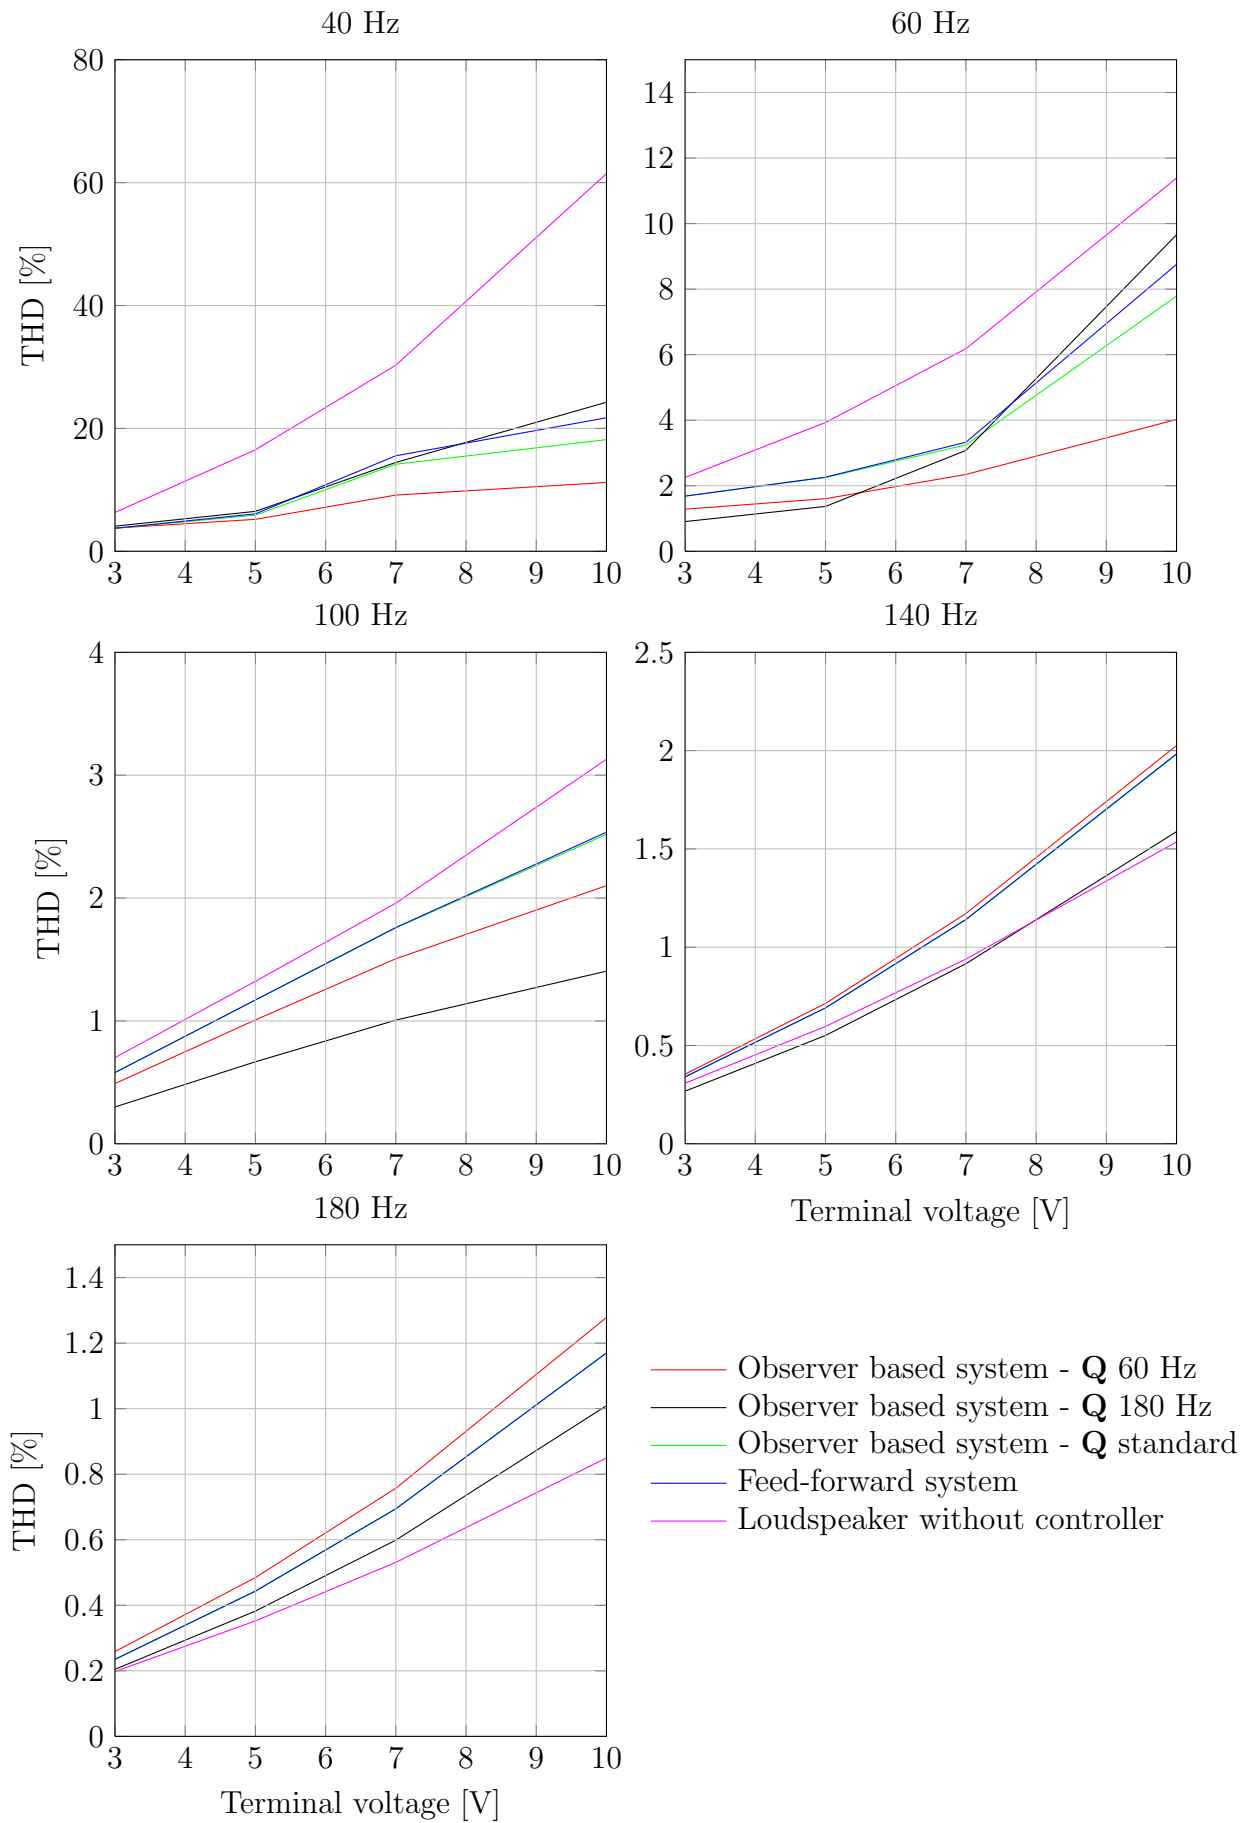 40 Hz
80
60
40
20
0
THD [%]
3 4 5 6 7 8 9 10
60 Hz
14
12
10
8
6
4
2
0
3 4 5 6 7 8 9 10
100 Hz
4
3
2
1
0
THD [%]
3 4 5 6 7 8 9 10
140 Hz
2.5
2
1.5
1
0.5
0
3 4 5 6 7 8 9 10
Terminal voltage [V]
180 Hz
1.4
1.2
1
0.8
0.6
0.4
0.2
0
THD [%]
3 4 5 6 7 8 9 10
Terminal voltage [V]
Observer based system - Q 60 Hz
Observer based system - Q 180 Hz
Observer based system - Q standard
Feed-forward system
Loudspeaker without controller